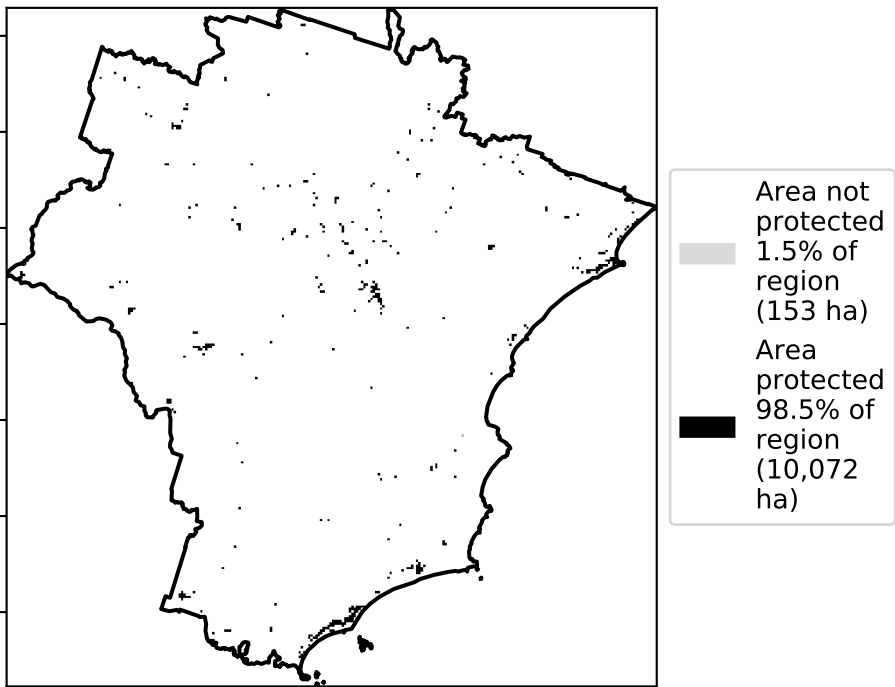 Area not
protected
1.5% of
region
(153 ha)
Area
protected
98.5% of
region
(10,072
ha)